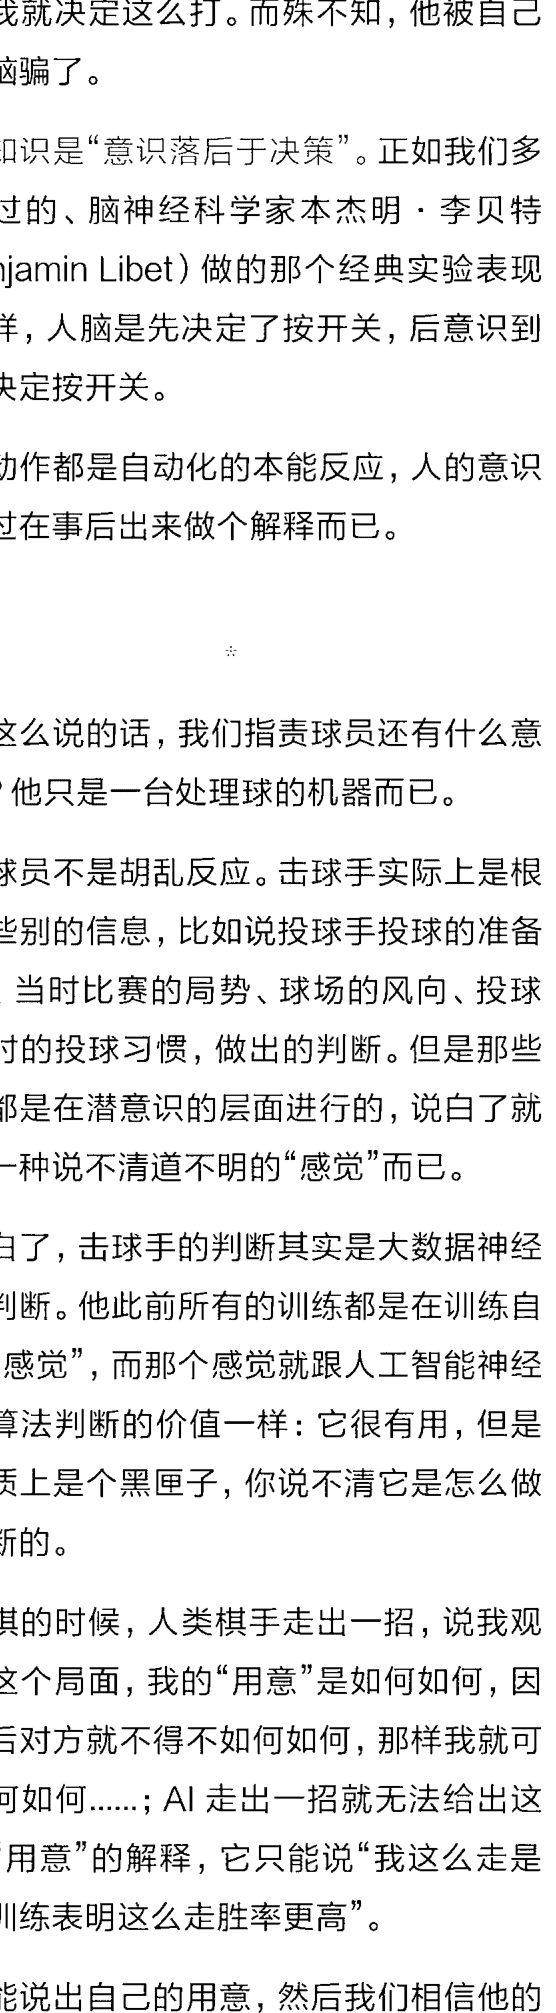 我就决定这么打。而殊不知，他被自己
脑骗了。
知识是“意识落后于决策”。正如我们多
过的、脑神经科学家本杰明·李贝特
njamin Libet）做的那个经典实验表现
样，人脑是先决定了按开关，后意识到
决定按开关。
动作都是自动化的本能反应，人的意识
过在事后出来做个解释而已。
*
这么说的话，我们指责球员还有什么意
？他只是一台处理球的机器而已。
球员不是胡乱反应。击球手实际上是根
些别的信息，比如说投球手投球的准备
、当时比赛的局势、球场的风向、投球
时的投球习惯，做出的判断。但是那些
都是在潜意识的层面进行的，说白了就
一种说不清道不明的“感觉”而已。
白了，击球手的判断其实是大数据神经
判断。他此前所有的训练都是在训练自
“感觉”，而那个感觉就跟人工智能神经
算法判断的价值一样：它很有用，但是
质上是个黑匣子，你说不清它是怎么做
断的。
棋的时候，人类棋手走出一招，说我观
这个局面，我的“用意”是如何如何，因
后对方就不得不如何如何，那样我就可
何如何……；AI 走出一招就无法给出这
“用意”的解释，它只能说“我这么走是
训练表明这么走胜率更高”。
能说出自己的用意，然后我们相信他的